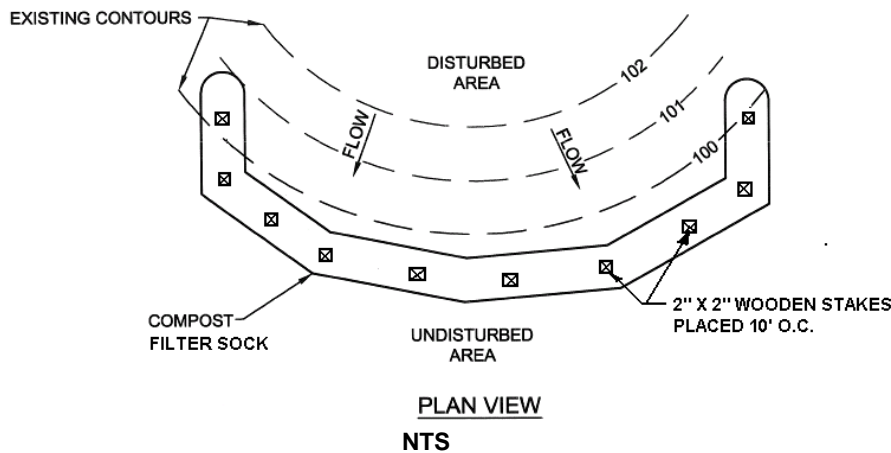 EXISTING CONTOURS
DISTURBED
AREA
102
101
100
FLOW
FLOW
COMPOST
FILTER SOCK
UNDISTURBED
AREA
2" X 2" WOODEN STAKES
PLACED 10' O.C.
PLAN VIEW
NTS